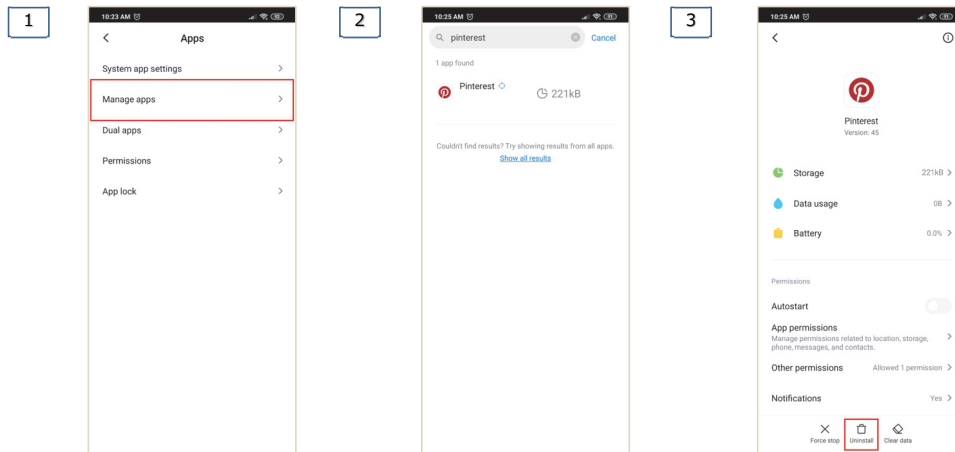 1
10:23 AM
92
Apps
System app settings
Manage apps
Dual apps
Permissions
App lock
2
10:25 AM
pinterest
Cancel
1 app found
Pinterest
221kB
Couldn't find results? Try showing results from all apps.
Show all results
3
10:25 AM
Pinterest
Version: 45
Storage 221kB
Data usage 0B
Battery 0.0%
Permissions
Autostart
App permissions
Manage permissions related to location, storage,
phone, messages, and contacts.
Other permissions Allowed 1 permission
Notifications Yes
Force stop Uninstall Clear data